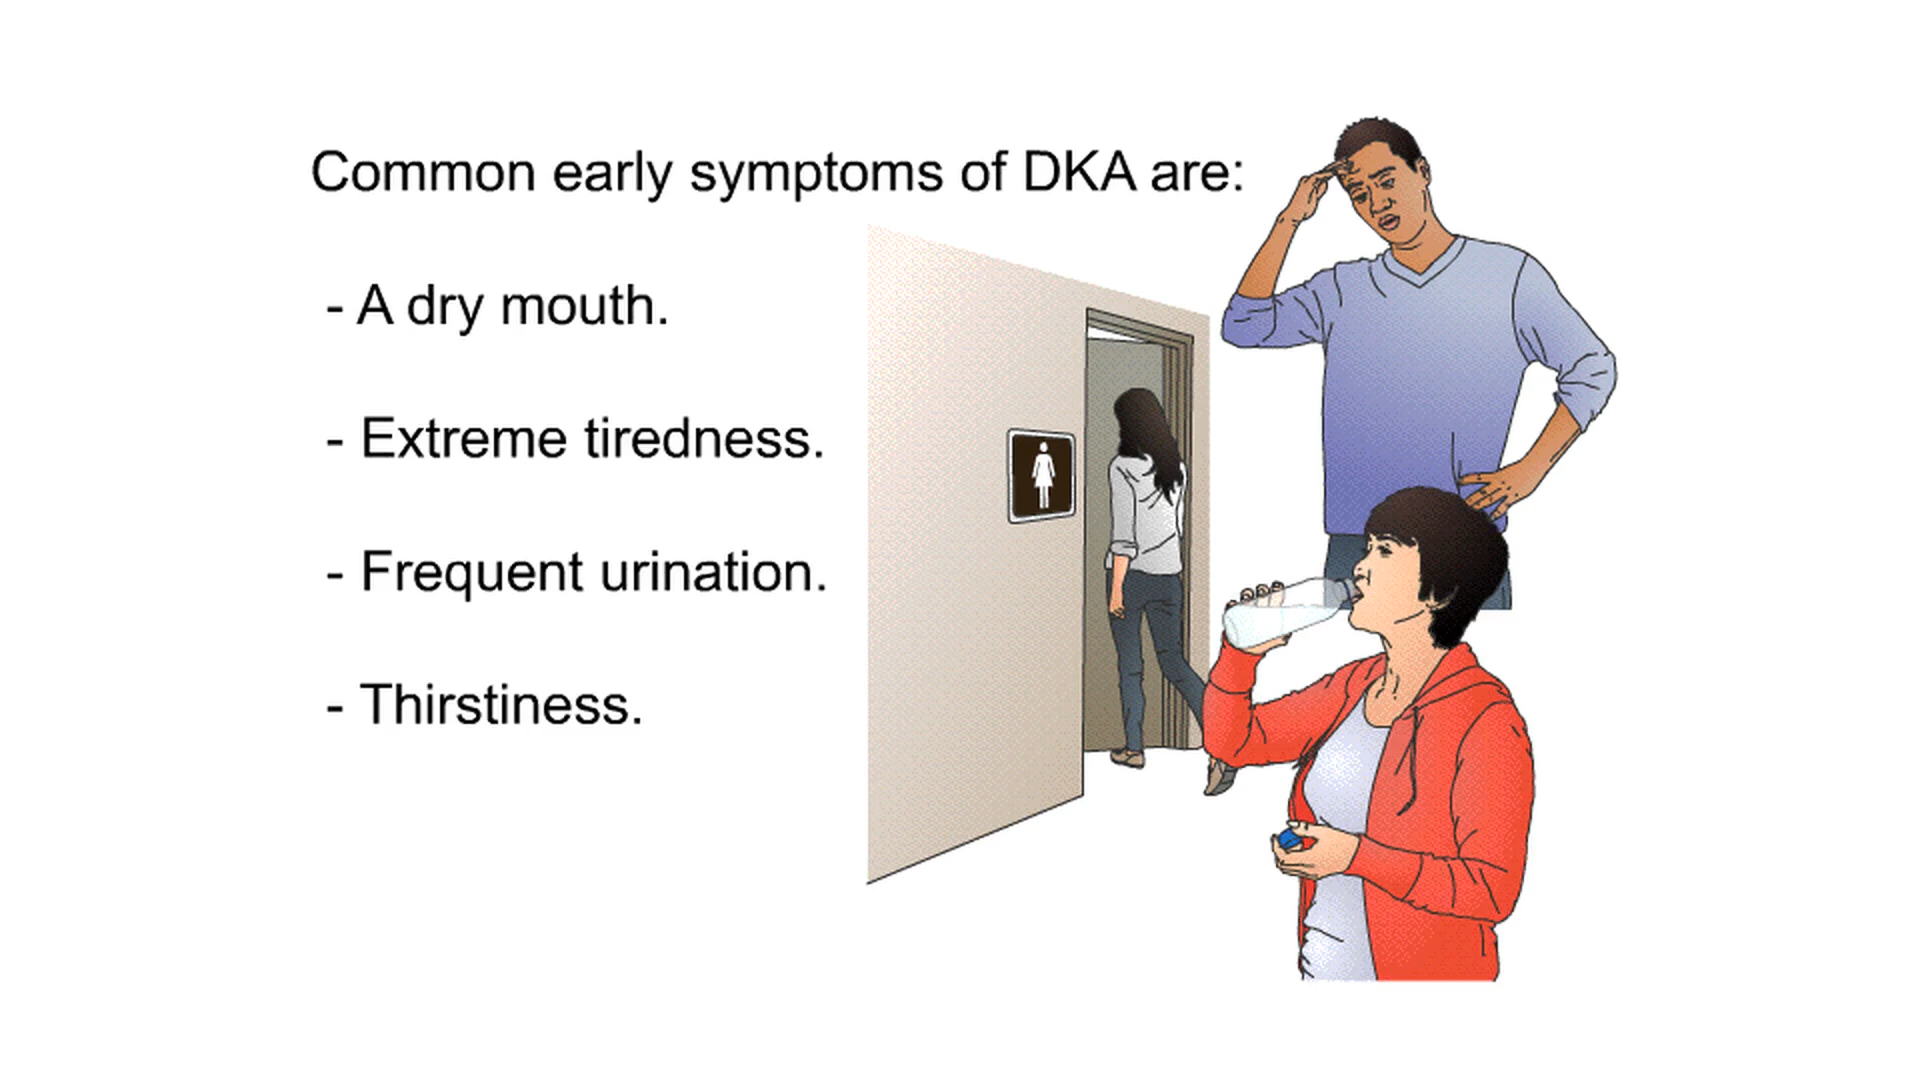 Common early symptoms of DKA are:
- A dry mouth.
- Extreme tiredness.
- Frequent urination.
- Thirstiness.